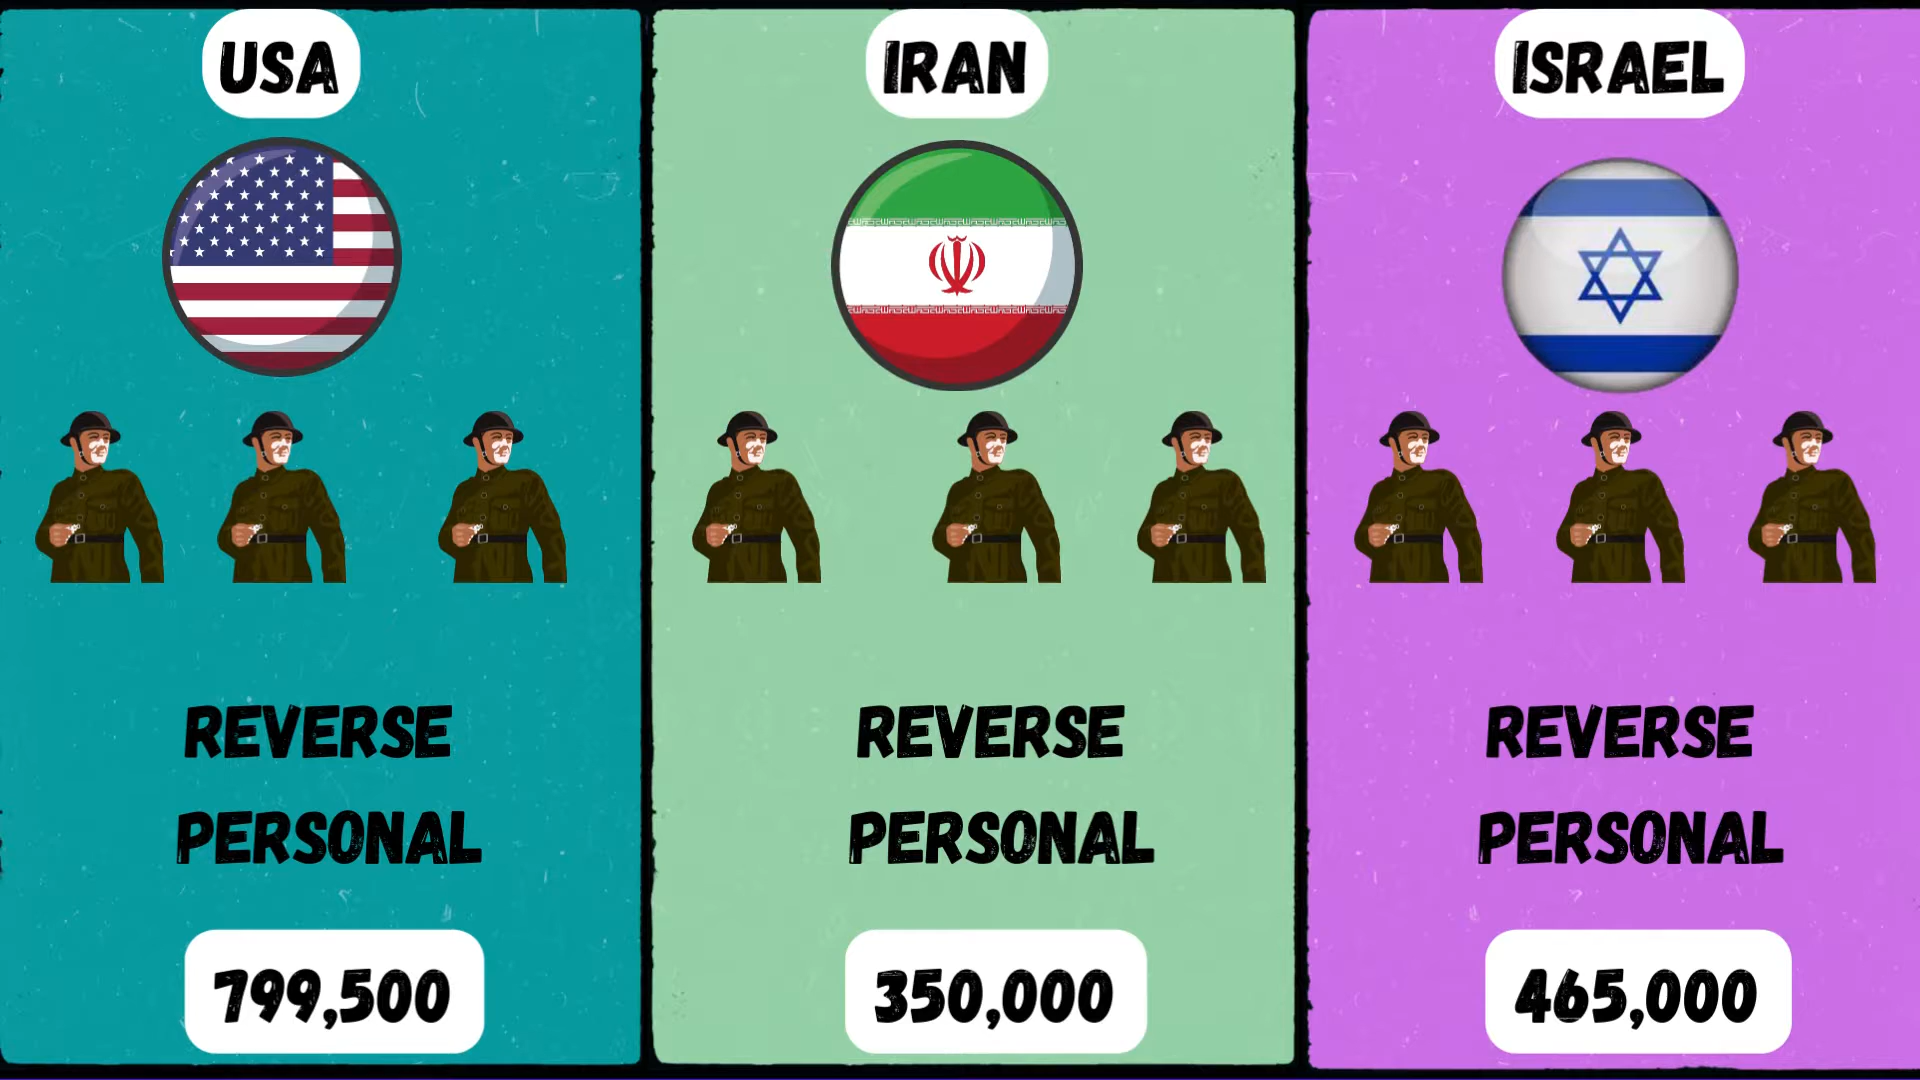 USA
IRAN
ISRAEL
REVERSE
PERSONAL
799,500
REVERSE
PERSONAL
350,000
REVERSE
PERSONAL
465,000